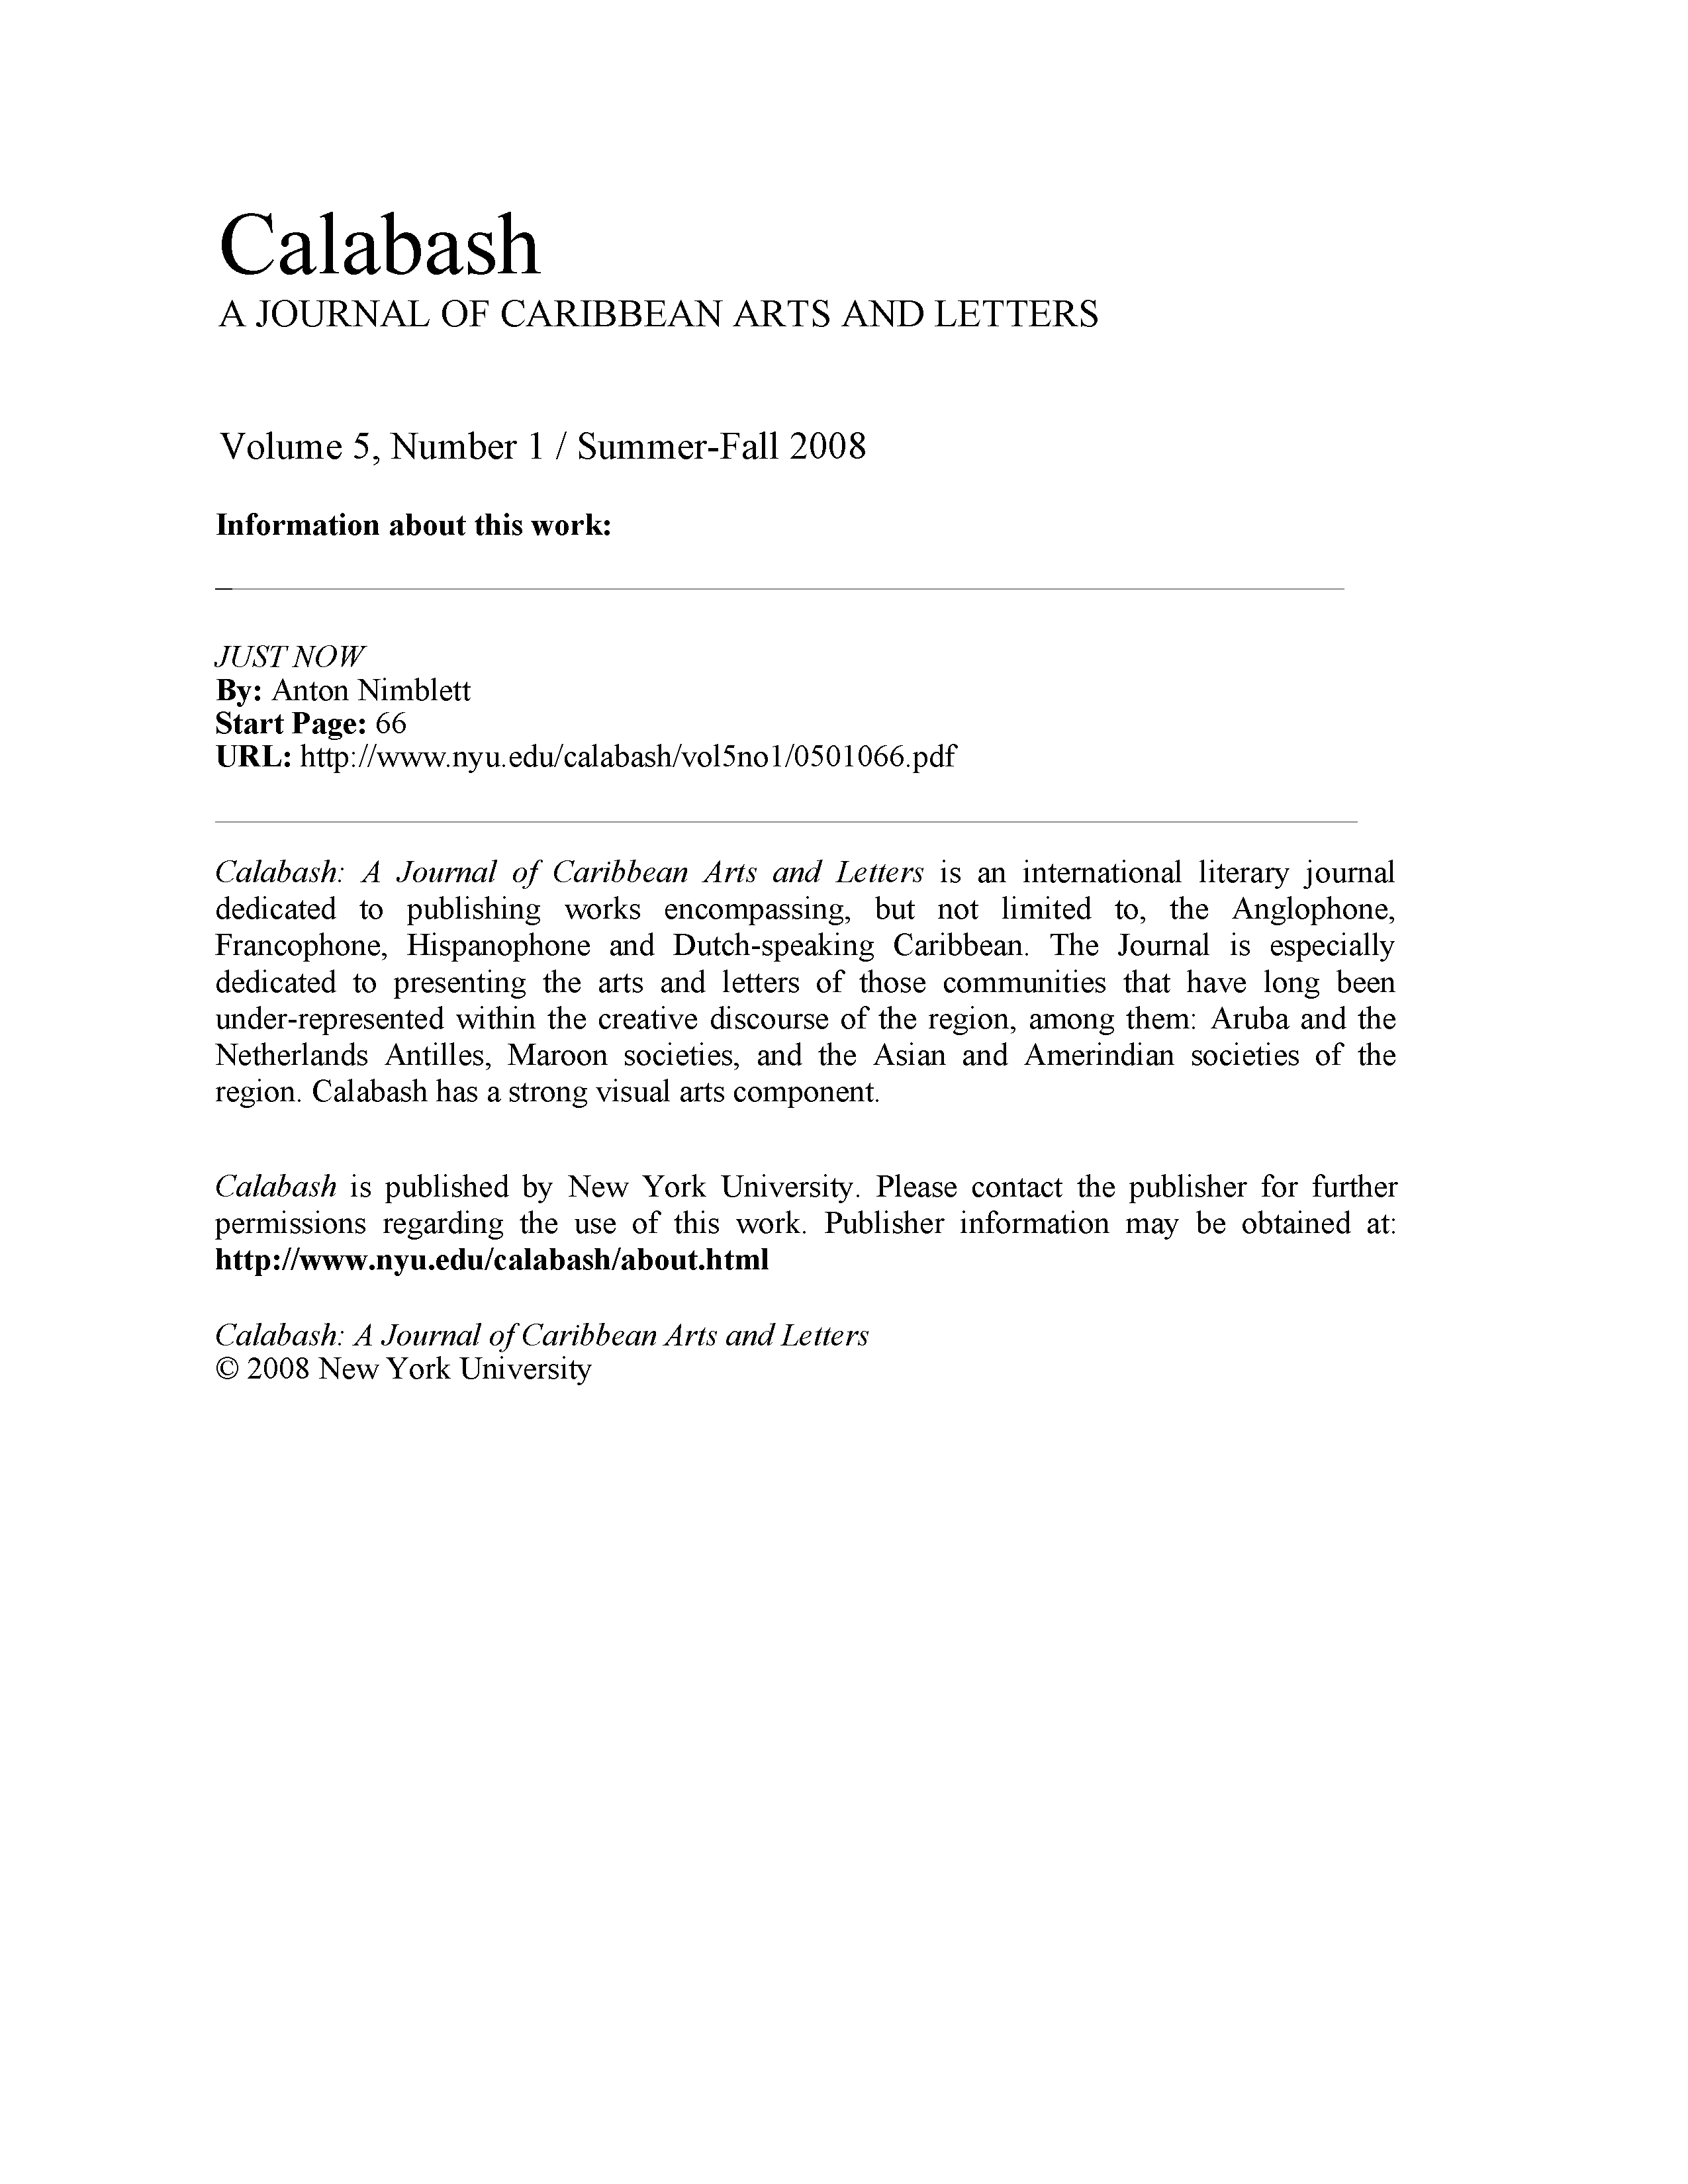 Calabash
A JOURNAL OF CARIBBEAN ARTS AND LETTERS
Volume 5, Number 1 / Summer-Fall 2008
Information about this work:
JUST NOW
By: Anton Nimblett
Start Page: 66
URL: http://www.nyu.edu/calabash/vol5no1/0501066.pdf
Calabash: A Journal of Caribbean Arts and Letters is an international literary journal
dedicated to publishing works encompassing, but not limited to, the Anglophone,
Francophone, Hispanophone and Dutch-speaking Caribbean. The Journal is especially
dedicated to presenting the arts and letters of those communities that have long been
under-represented within the creative discourse of the region, among them: Aruba and the
Netherlands Antilles, Maroon societies, and the Asian and Amerindian societies of the
region. Calabash has a strong visual arts component.
Calabash is published by New York University. Please contact the publisher for further
permissions regarding the use of this work. Publisher information may be obtained at:
http://www.nyu.edu/calabash/about.html
Calabash: A Journal of Caribbean Arts and Letters
© 2008 New York University